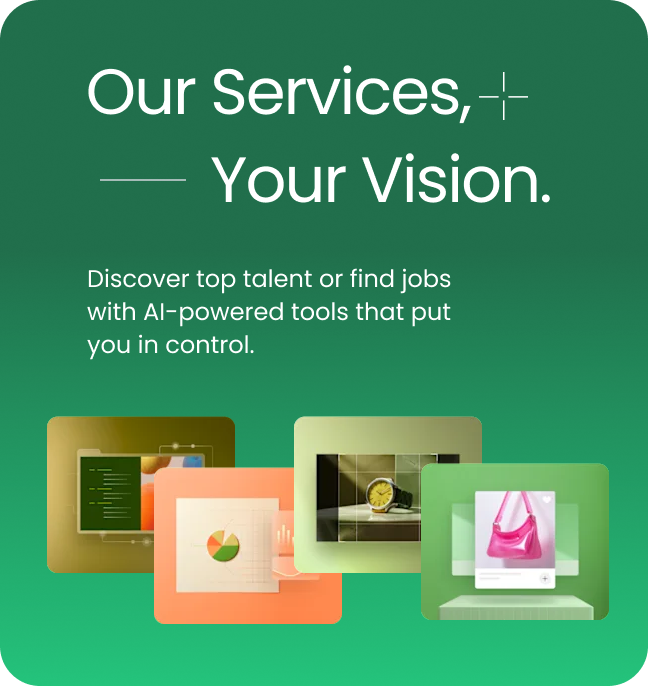 Our Services,
Your Vision.
Discover top talent or find jobs
with AI-powered tools that put
you in control.